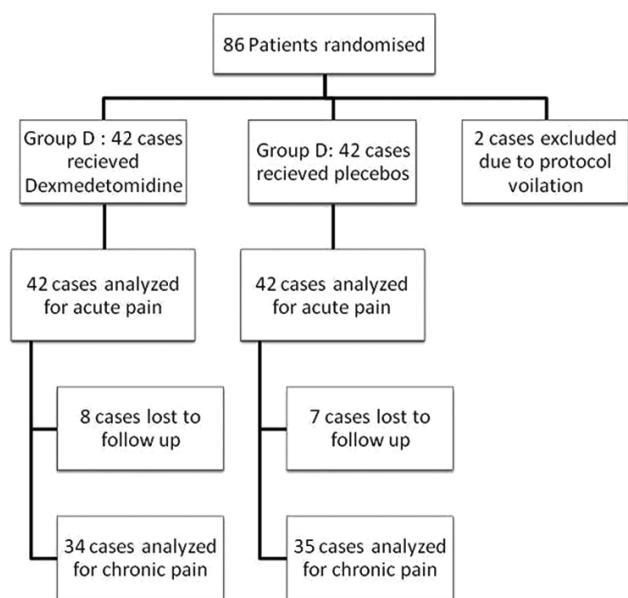 86 Patients randomised
Group D : 42 cases
recieved
Dexmedetomidine
Group D: 42 cases
recieved plecebos
2 cases excluded
due to protocol
voilation
42 cases analyzed
for acute pain
42 cases analyzed
for acute pain
8 cases lost to
follow up
7 cases lost to
follow up
34 cases analyzed
for chronic pain
35 cases analyzed
for chronic pain